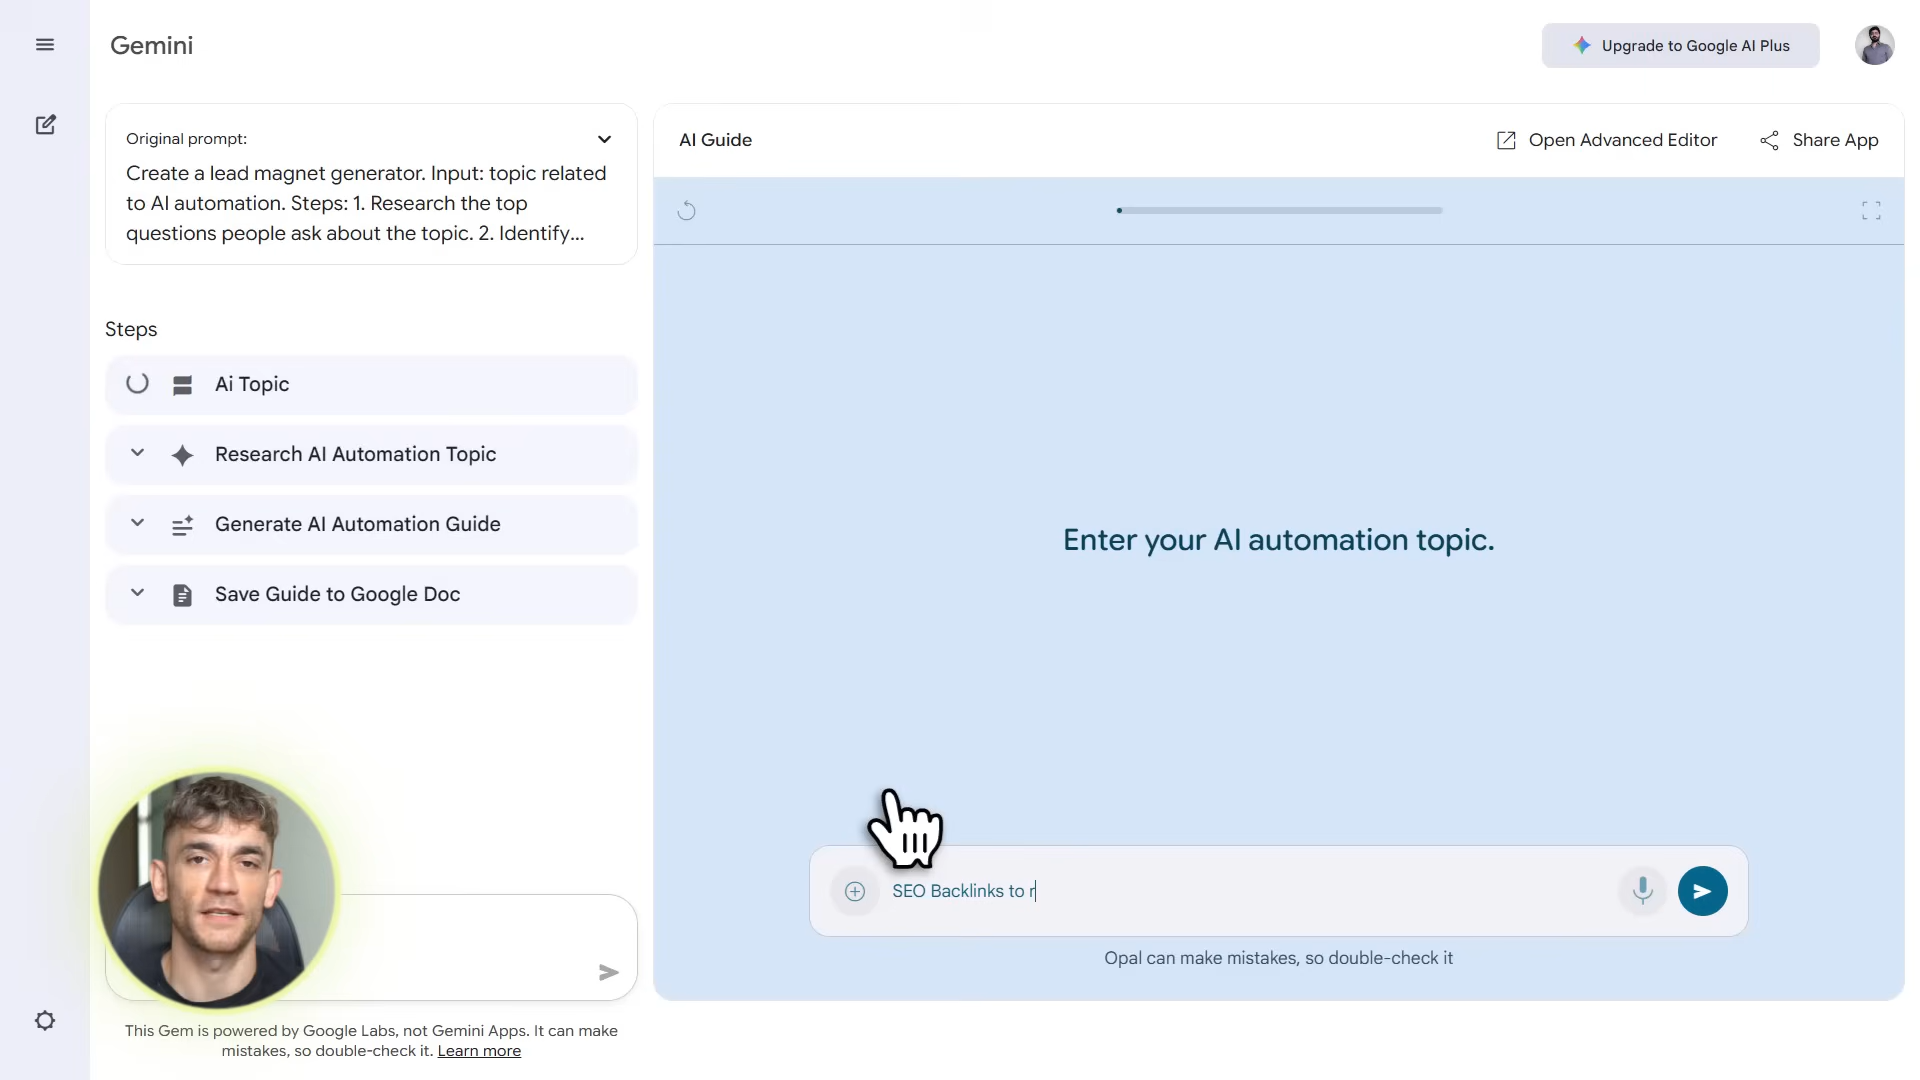 Gemini
Upgrade to Google AI Plus
Original prompt:
Create a lead magnet generator. Input: topic related
to AI automation. Steps: 1. Research the top
questions people ask about the topic. 2. Identify...
Steps
Ai Topic
Research AI Automation Topic
Generate AI Automation Guide
Save Guide to Google Doc
This Gem is powered by Google Labs, not Gemini Apps. It can make
mistakes, so double-check it. Learn more
AI Guide
Open Advanced Editor
Share App
Enter your AI automation topic.
SEO Backlinks to r
Opal can make mistakes, so double-check it